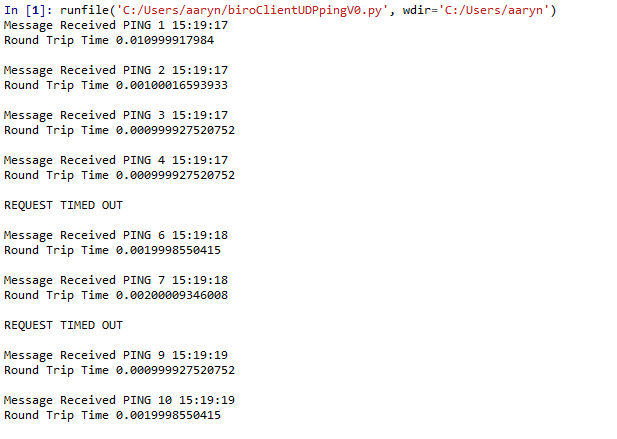 In [1]: runfile('C:/Users/aaryn/biroClientUDPpingV0.py', wdir='C:/Users/aaryn')
Message Received PING 1 15:19:17
Round Trip Time 0.010999917984
Message Received PING 2 15:19:17
Round Trip Time 0.00100016593933
Message Received PING 3 15:19:17
Round Trip Time 0.000999927520752
Message Received PING 4 15:19:17
Round Trip Time 0.000999927520752
REQUEST TIMED OUT
Message Received PING 6 15:19:18
Round Trip Time 0.0019998550415
Message Received PING 7 15:19:18
Round Trip Time 0.00200009346008
REQUEST TIMED OUT
Message Received PING 9 15:19:19
Round Trip Time 0.000999927520752
Message Received PING 10 15:19:19
Round Trip Time 0.0019998550415